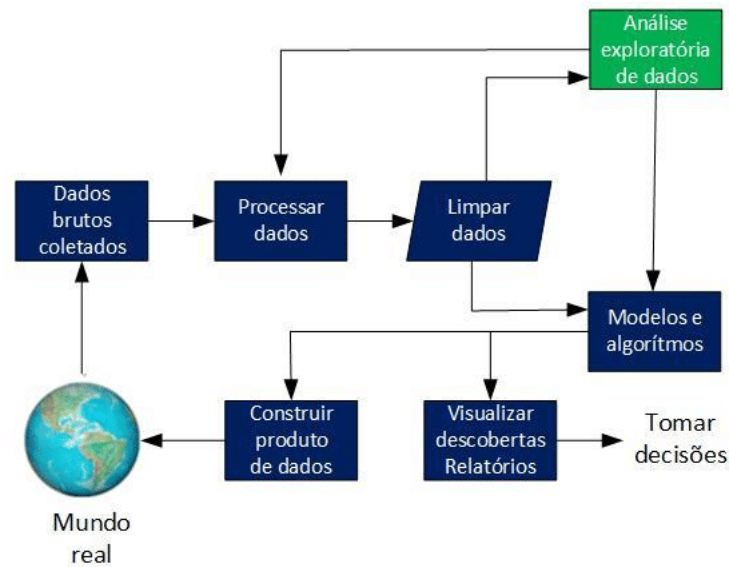 Análise
exploratória
de dados
Dados
brutos
coletados
Processar
dados
Limpar
dados
Modelos e
algorítmos
Construir
produto
de dados
Visualizar
descobertas
Relatórios
Tomar
decisões
Mundo
real